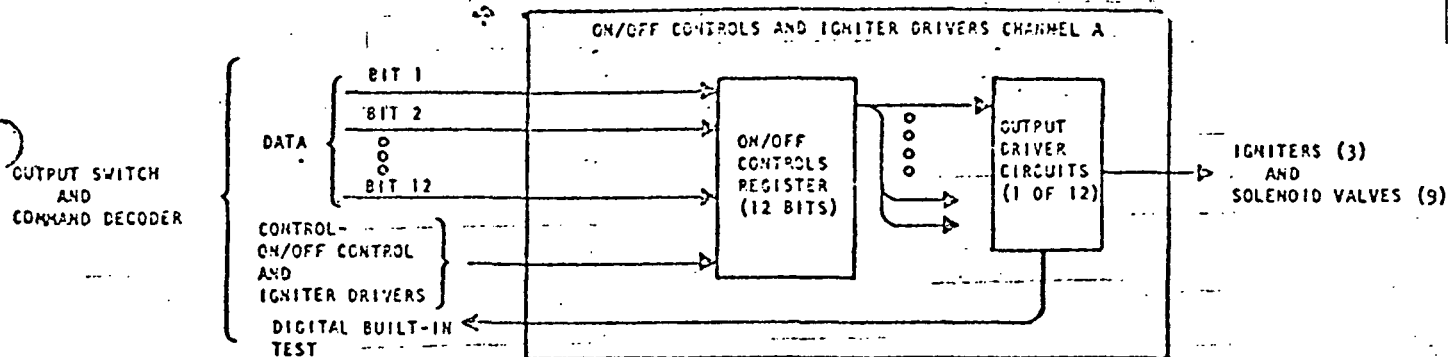 ON/OFF CONTROLS AND IGNITER DRIVERS CHANNEL A
BIT 1
BIT 2
BIT 12
DATA
OUTPUT SWITCH
AND
COMMAND DECODER
CONTROL-
ON/OFF CONTROL
AND
IGNITER DRIVERS
DIGITAL BUILT-IN
TEST
ON/OFF
CONTROLS
REGISTER
(12 BITS)
OUTPUT
DRIVER
CIRCUITS
(1 OF 12)
IGNITERS (3)
AND
SOLENOID VALVES (9)